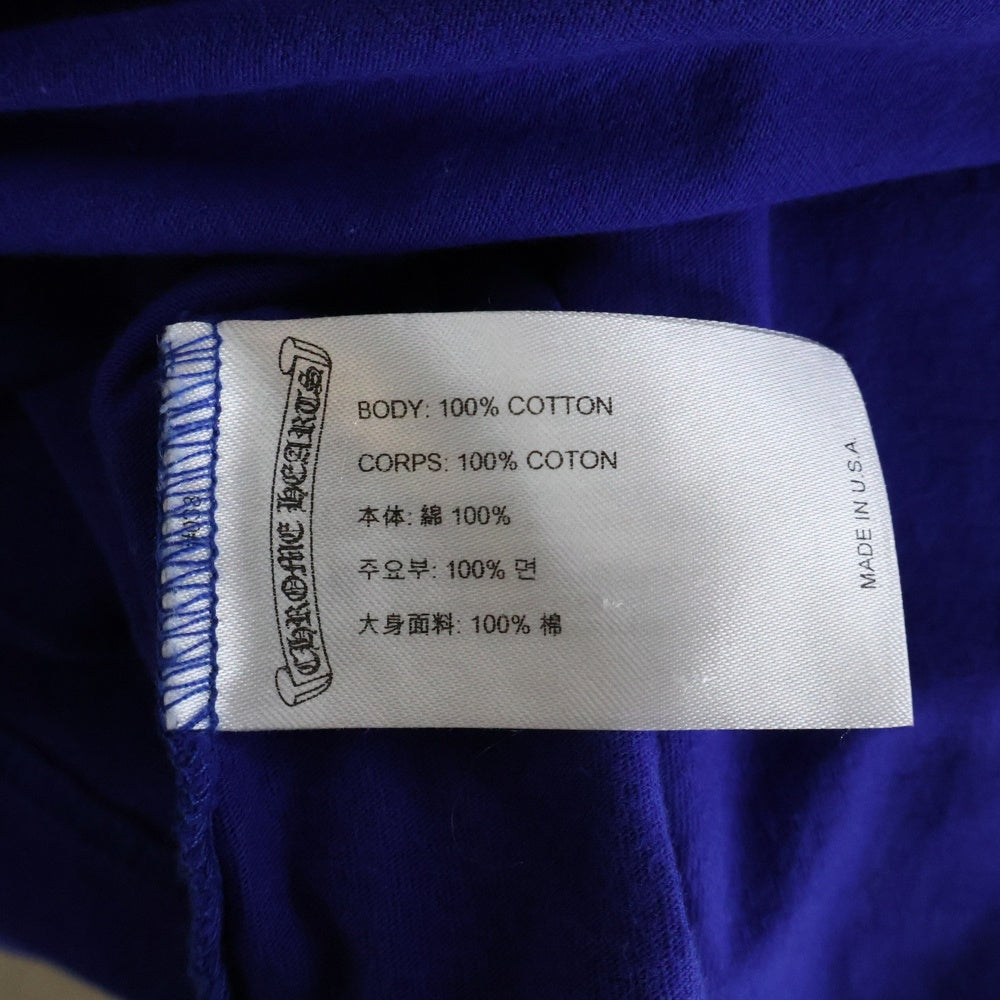 CHROME HEARTS
BODY: 100% COTTON
CORPS: 100% COTON
本体: 綿 100%
주요부: 100% 면
大身面料: 100% 棉
MADE IN U.S.A.